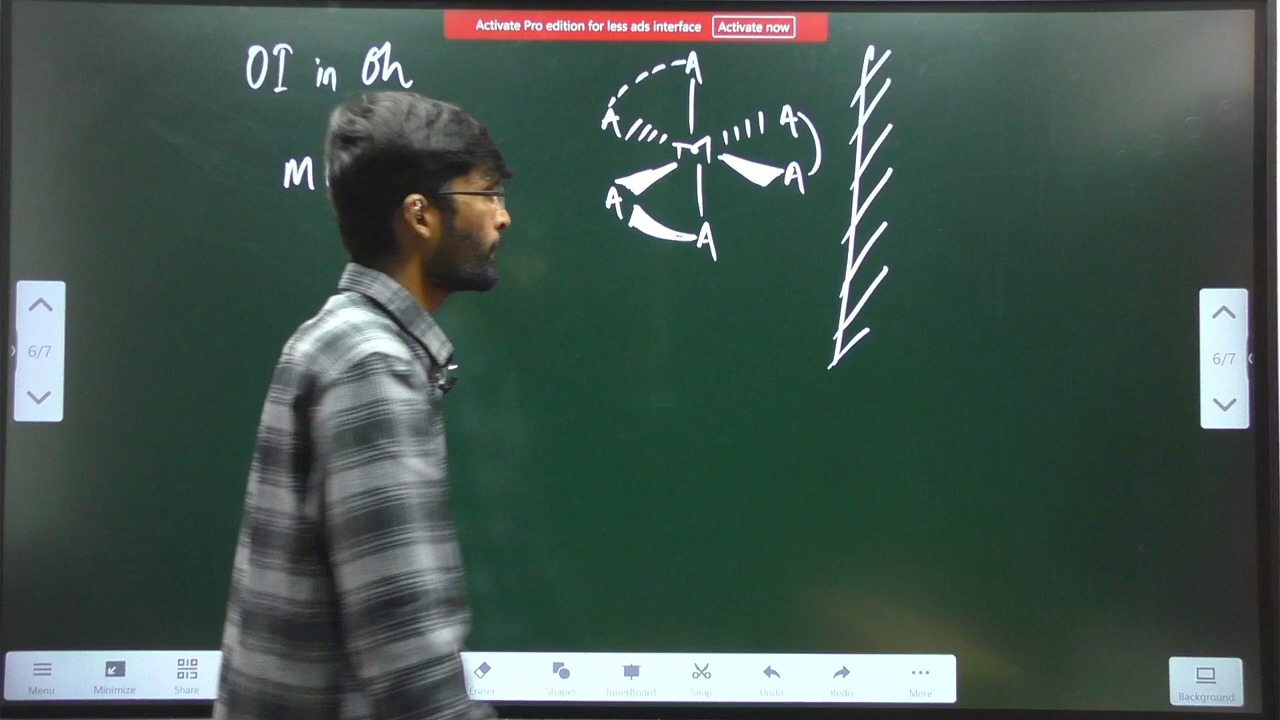 Activate Pro edition for less ads interface Activate now
OI in Oh
A
A A
M
M
A A
A
6/7 6/7
Menu Minimize Share Eraser Shapes InnerBoard Snap Undo Redo More Background